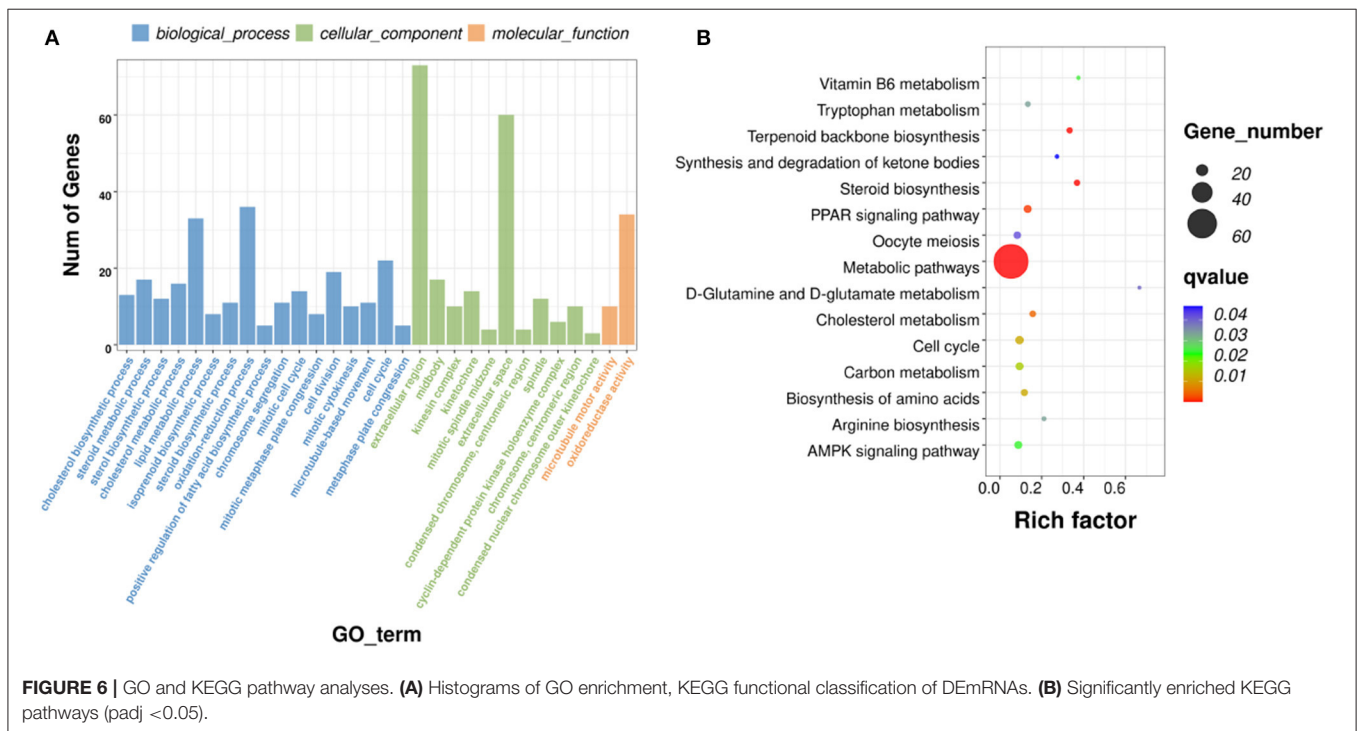 A
biological_process cellular_component molecular_function
Num of Genes
60
40
20
0
cholesterol biosynthetic process
steroid metabolic process
sterol biosynthetic process
cholesterol metabolic process
lipid metabolic process
isoprenoid biosynthetic process
steroid biosynthetic process
oxidation-reduction process
positive regulation of fatty acid biosynthetic process
chromosome segregation
mitotic cell cycle
mitotic metaphase plate congression
cell division
mitotic cytokinesis
microtubule-based movement
cell cycle
metaphase plate congression
extracellular region
midbody
kinesin complex
kinetochore
mitotic spindle midzone
extracellular space
condensed chromosome, centromeric region
spindle
cyclin-dependent protein kinase holoenzyme complex
chromosome, centromeric region
condensed nuclear chromosome outer kinetochore
microtubule motor activity
oxidoreductase activity
GO_term
B
Vitamin B6 metabolism
Tryptophan metabolism
Terpenoid backbone biosynthesis
Synthesis and degradation of ketone bodies
Steroid biosynthesis
PPAR signaling pathway
Oocyte meiosis
Metabolic pathways
D-Glutamine and D-glutamate metabolism
Cholesterol metabolism
Cell cycle
Carbon metabolism
Biosynthesis of amino acids
Arginine biosynthesis
AMPK signaling pathway
0.0 0.2 0.4 0.6
Rich factor
Gene_number
20
40
60
qvalue
0.04
0.03
0.02
0.01
FIGURE 6 | GO and KEGG pathway analyses. (A) Histograms of GO enrichment, KEGG functional classification of DEmRNAs. (B) Significantly enriched KEGG
pathways (padj <0.05).